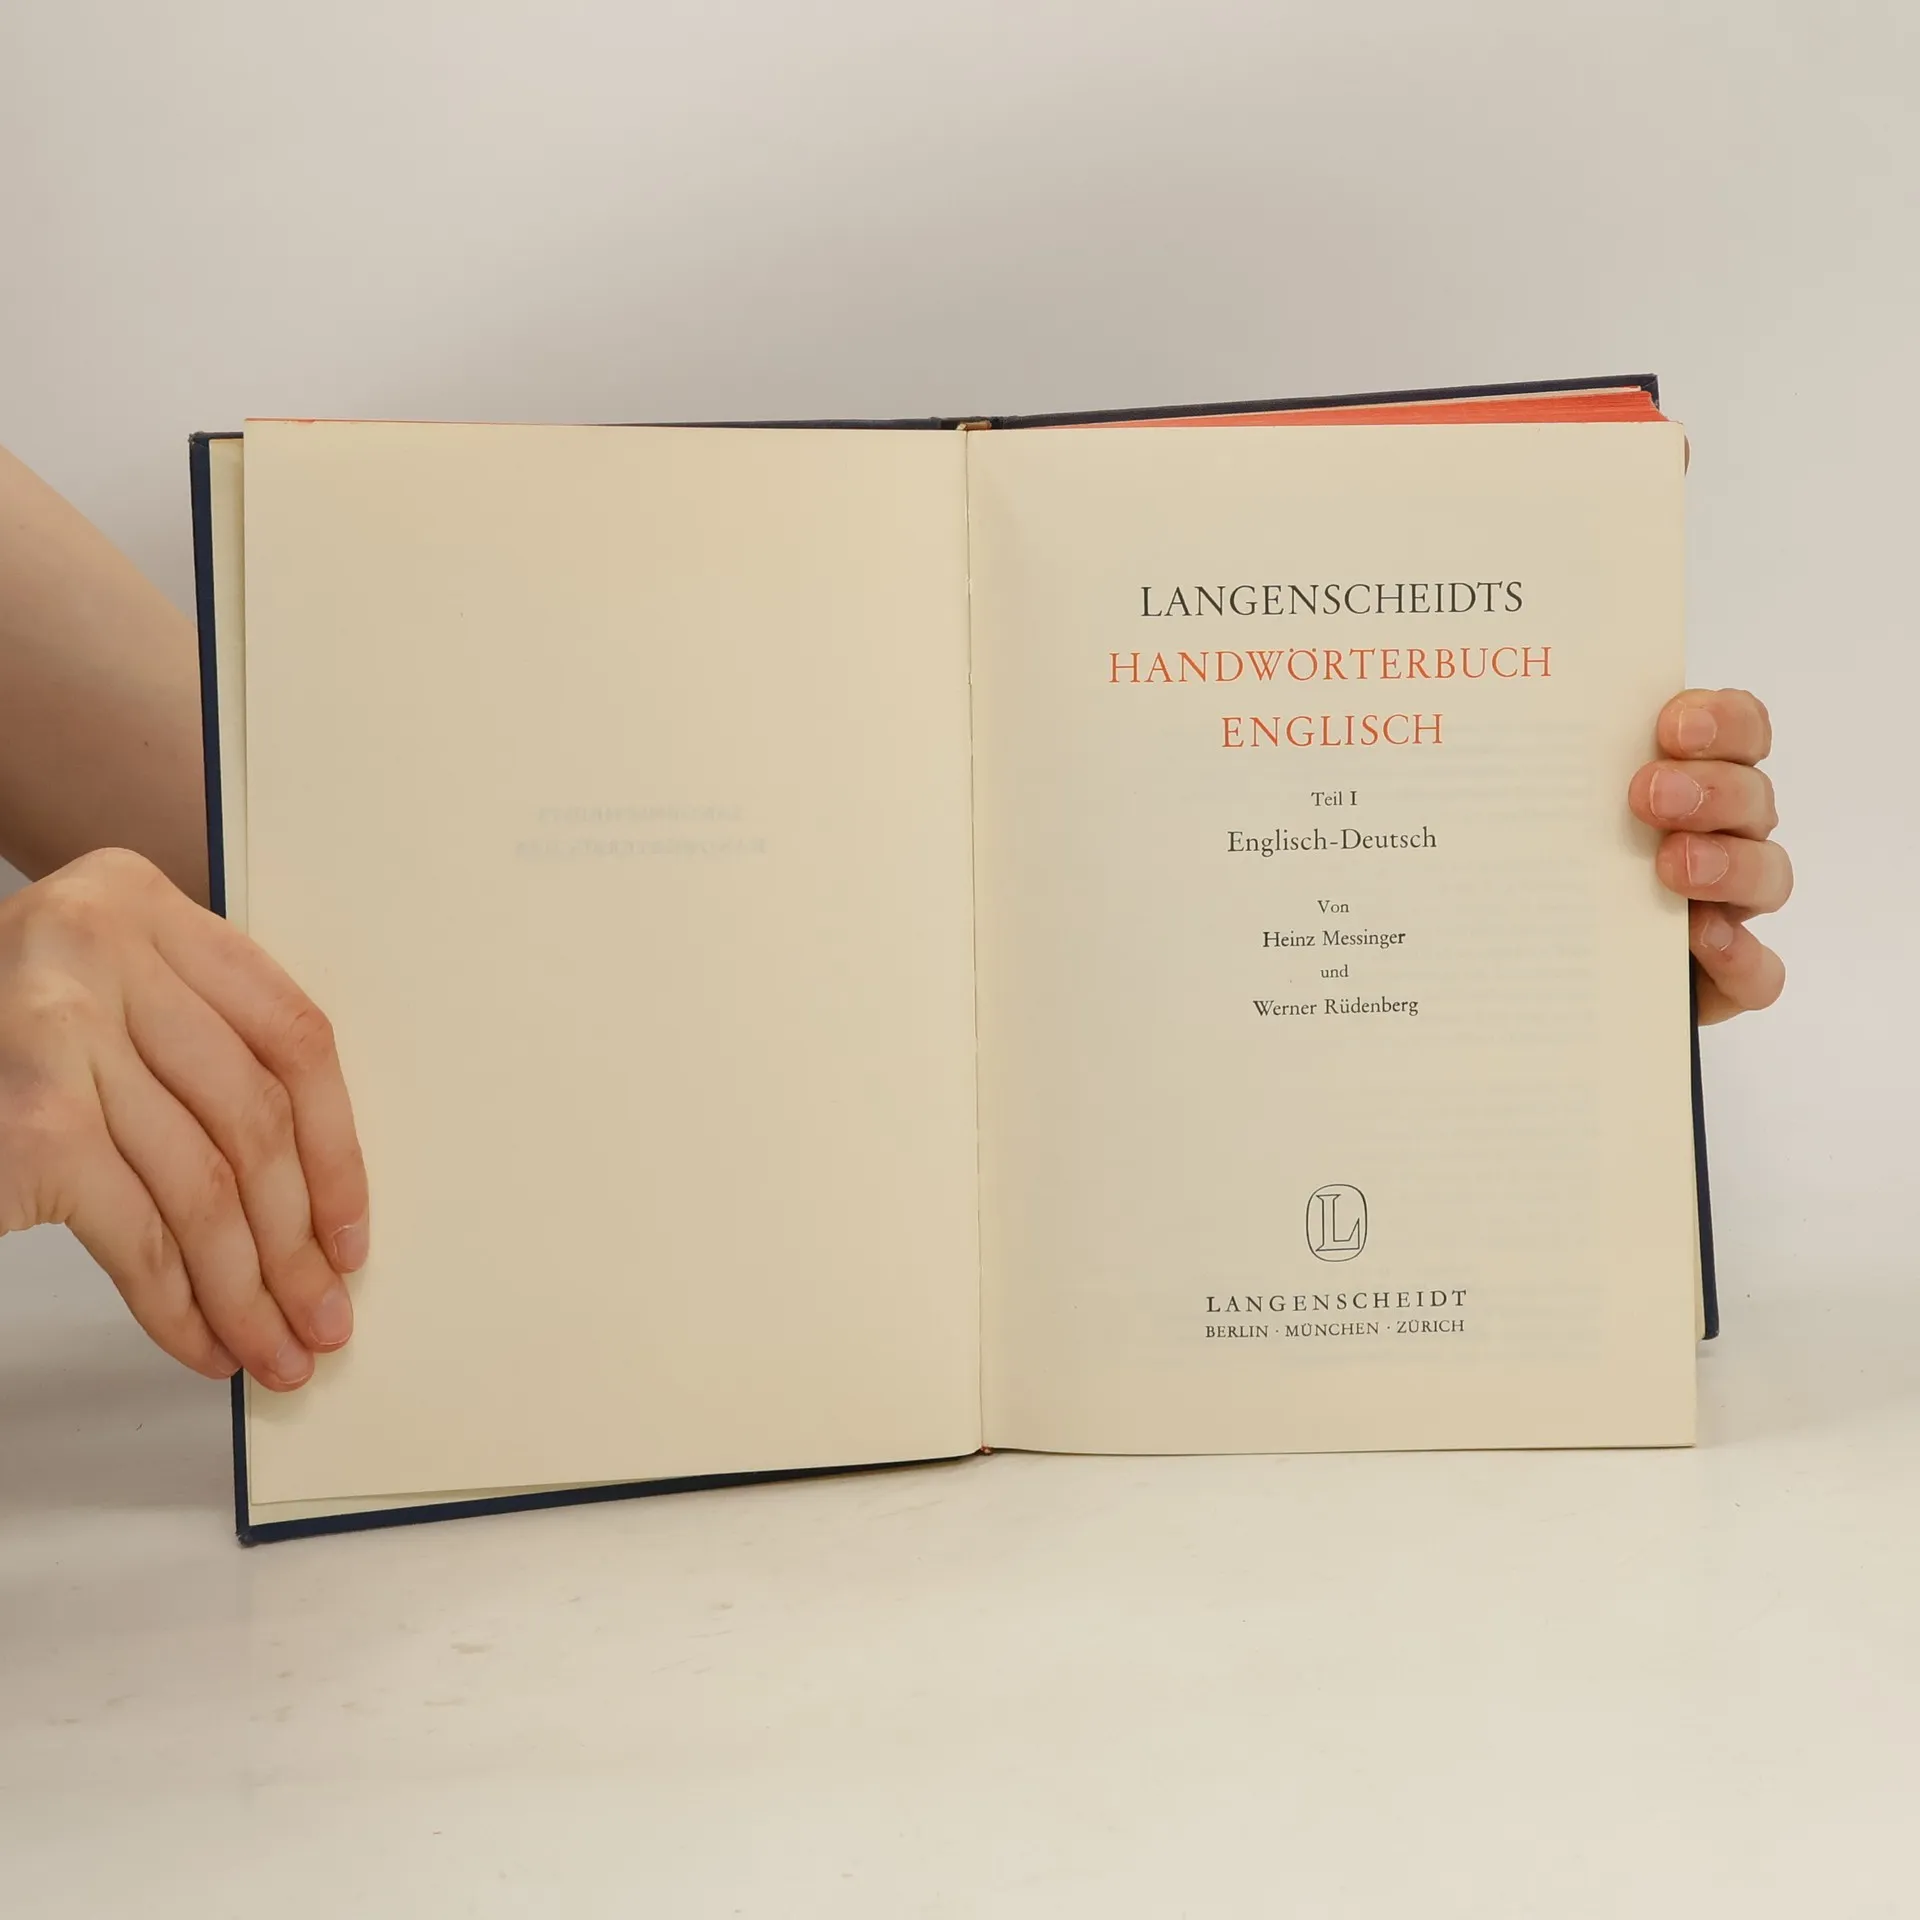 LANGENSCHEIDTS
HANDWÖRTERBUCH
ENGLISCH
Teil I
Englisch-Deutsch
Von
Heinz Messinger
und
Werner Rüdenberg
L
LANGENSCHEIDT
BERLIN · MÜNCHEN · ZÜRICH